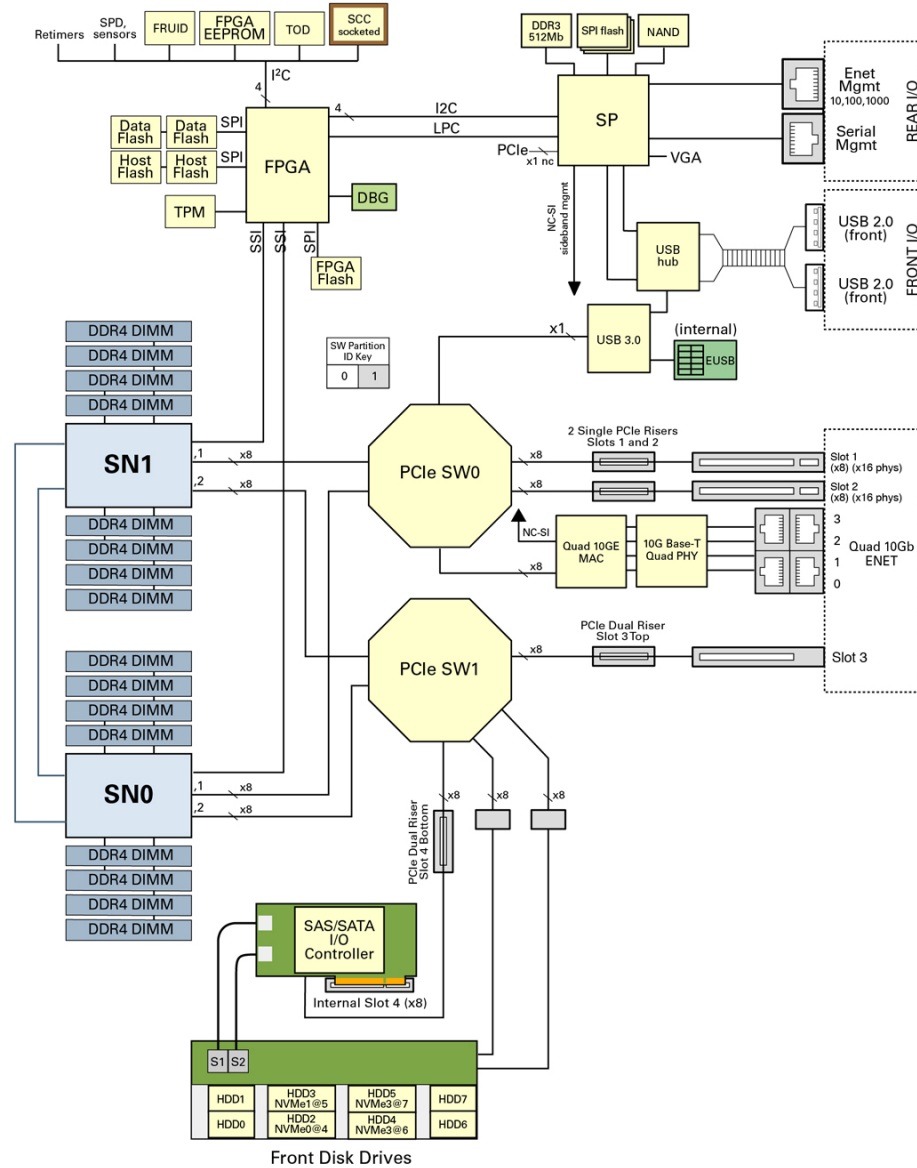 Retimers
SPD,
sensors
FRUID
FPGA
EEPROM
TOD
SCC
socketed
I²C
4
DDR3
512Mb
SPI flash
NAND
Enet
Mgmt
10,100,1000
Serial
Mgmt
REAR I/O
4
I2C
LPC
SP
PCIe
x1 nc
VGA
Data
Flash
Data
Flash
SPI
Host
Flash
Host
Flash
SPI
FPGA
TPM
DBG
SSI
SSI
SPI
FPGA
Flash
NC-SI
sideband mgmt
USB
hub
USB 2.0
(front)
USB 2.0
(front)
FRONT I/O
x1
USB 3.0
(internal)
EUSB
SW Partition
ID Key
0 1
DDR4 DIMM
DDR4 DIMM
DDR4 DIMM
DDR4 DIMM
SN1
,1 x8
,2 x8
DDR4 DIMM
DDR4 DIMM
DDR4 DIMM
DDR4 DIMM
PCIe SW0
2 Single PCIe Risers
Slots 1 and 2
x8
x8
Slot 1
(x8) (x16 phys)
Slot 2
(x8) (x16 phys)
NC-SI
x8
Quad 10GE
MAC
10G Base-T
Quad PHY
3
2
1
0
Quad 10Gb
ENET
PCIe SW1
x8
PCIe Dual Riser
Slot 3 Top
Slot 3
DDR4 DIMM
DDR4 DIMM
DDR4 DIMM
DDR4 DIMM
SN0
,1 x8
,2 x8
DDR4 DIMM
DDR4 DIMM
DDR4 DIMM
DDR4 DIMM
x8
x8
x8
PCIe Dual Riser
Slot 4 Bottom
SAS/SATA
I/O
Controller
Internal Slot 4 (x8)
S1 S2
HDD1
HDD3
NVMe1@5
HDD5
NVMe3@7
HDD7
HDD0
HDD2
NVMe0@4
HDD4
NVMe3@6
HDD6
Front Disk Drives